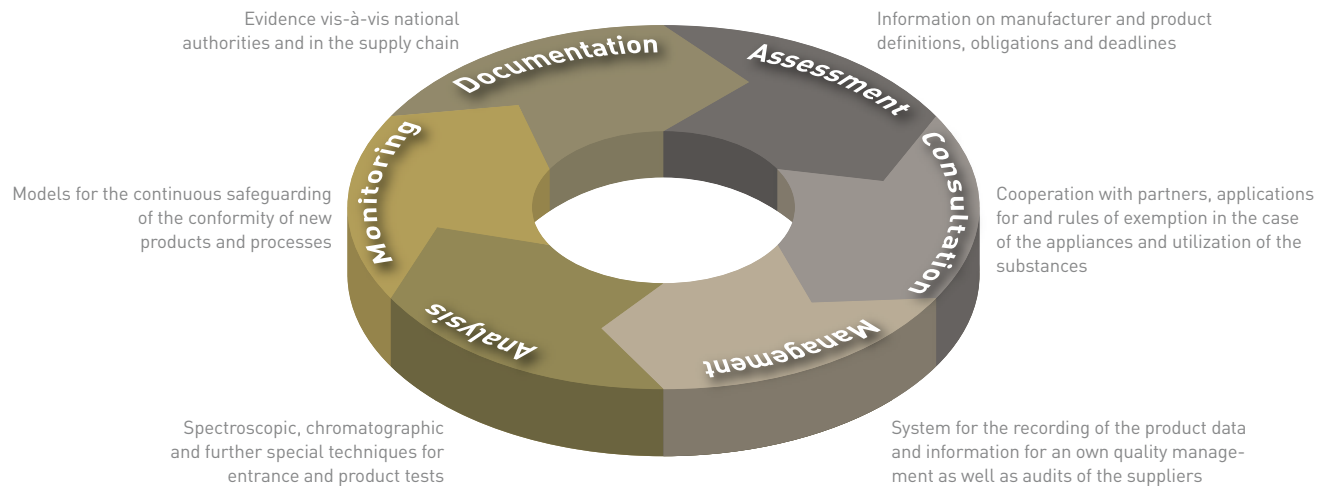 Evidence vis-à-vis national
authorities and in the supply chain
Documentation
Assessment
Information on manufacturer and product
definitions, obligations and deadlines
Consultation
Cooperation with partners, applications
for and rules of exemption in the case
of the appliances and utilization of the
substances
Management
System for the recording of the product data
and information for an own quality manage-
ment as well as audits of the suppliers
Analysis
Spectroscopic, chromatographic
and further special techniques for
entrance and product tests
Monitoring
Models for the continuous safeguarding
of the conformity of new
products and processes